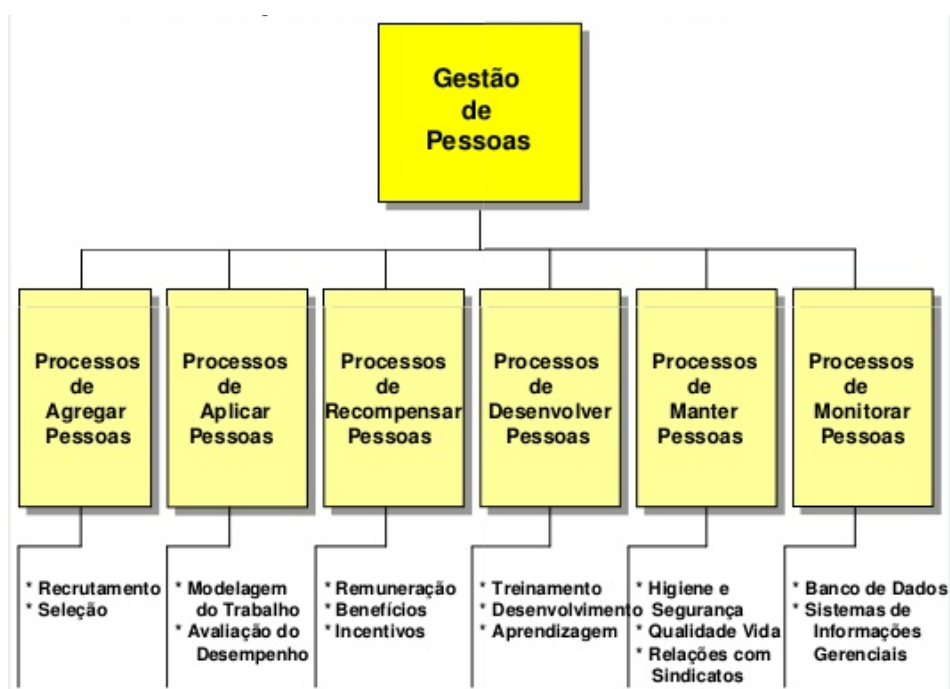 Gestão
de
Pessoas
Processos
de
Agregar
Pessoas
Processos
de
Aplicar
Pessoas
Processos
de
Recompensar
Pessoas
Processos
de
Desenvolver
Pessoas
Processos
de
Manter
Pessoas
Processos
de
Monitorar
Pessoas
* Recrutamento
* Seleção
* Modelagem
do Trabalho
* Avaliação do
Desempenho
* Remuneração
* Benefícios
* Incentivos
* Treinamento
* Desenvolvimento
* Aprendizagem
* Higiene e
Segurança
* Qualidade Vida
* Relações com
Sindicatos
* Banco de Dados
* Sistemas de
Informações
Gerenciais